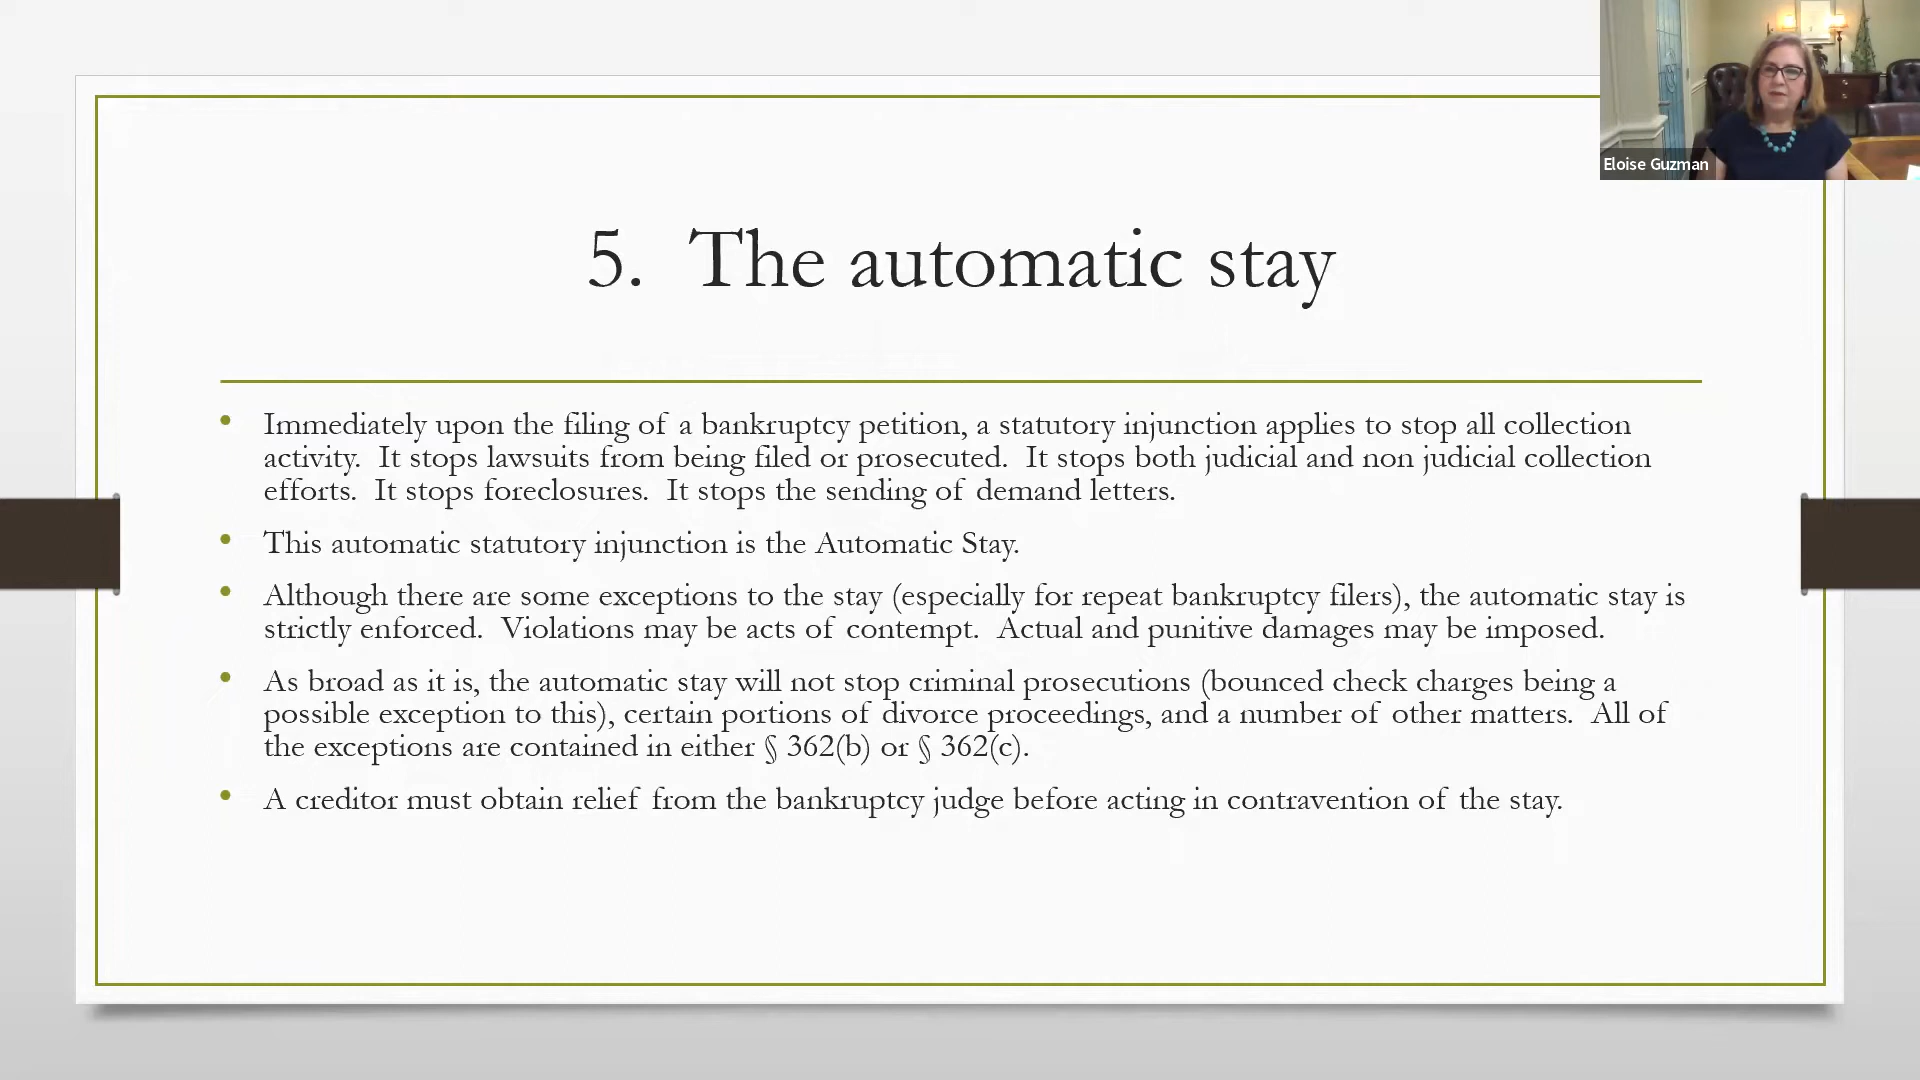 Eloise Guzman
5. The automatic stay
• Immediately upon the filing of a bankruptcy petition, a statutory injunction applies to stop all collection
activity. It stops lawsuits from being filed or prosecuted. It stops both judicial and non judicial collection
efforts. It stops foreclosures. It stops the sending of demand letters.
• This automatic statutory injunction is the Automatic Stay.
• Although there are some exceptions to the stay (especially for repeat bankruptcy filers), the automatic stay is
strictly enforced. Violations may be acts of contempt. Actual and punitive damages may be imposed.
• As broad as it is, the automatic stay will not stop criminal prosecutions (bounced check charges being a
possible exception to this), certain portions of divorce proceedings, and a number of other matters. All of
the exceptions are contained in either § 362(b) or § 362(c).
• A creditor must obtain relief from the bankruptcy judge before acting in contravention of the stay.